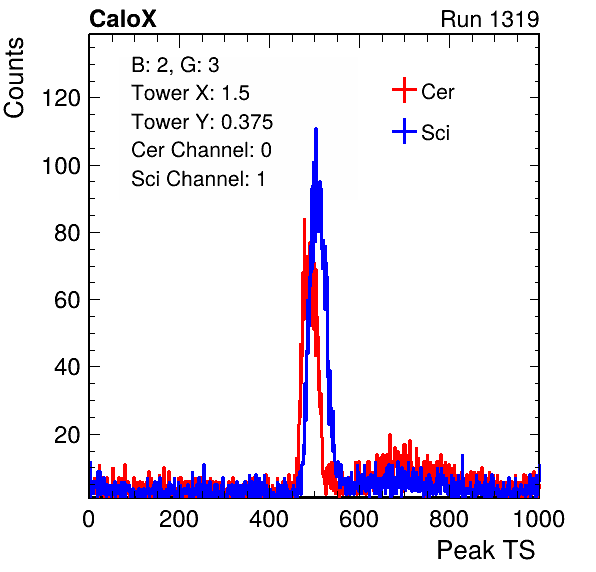 CaloX Run 1319
B: 2, G: 3
Tower X: 1.5
Tower Y: 0.375
Cer Channel: 0
Sci Channel: 1
Cer
Sci
Counts
120
100
80
60
40
20
0 200 400 600 800 1000
Peak TS